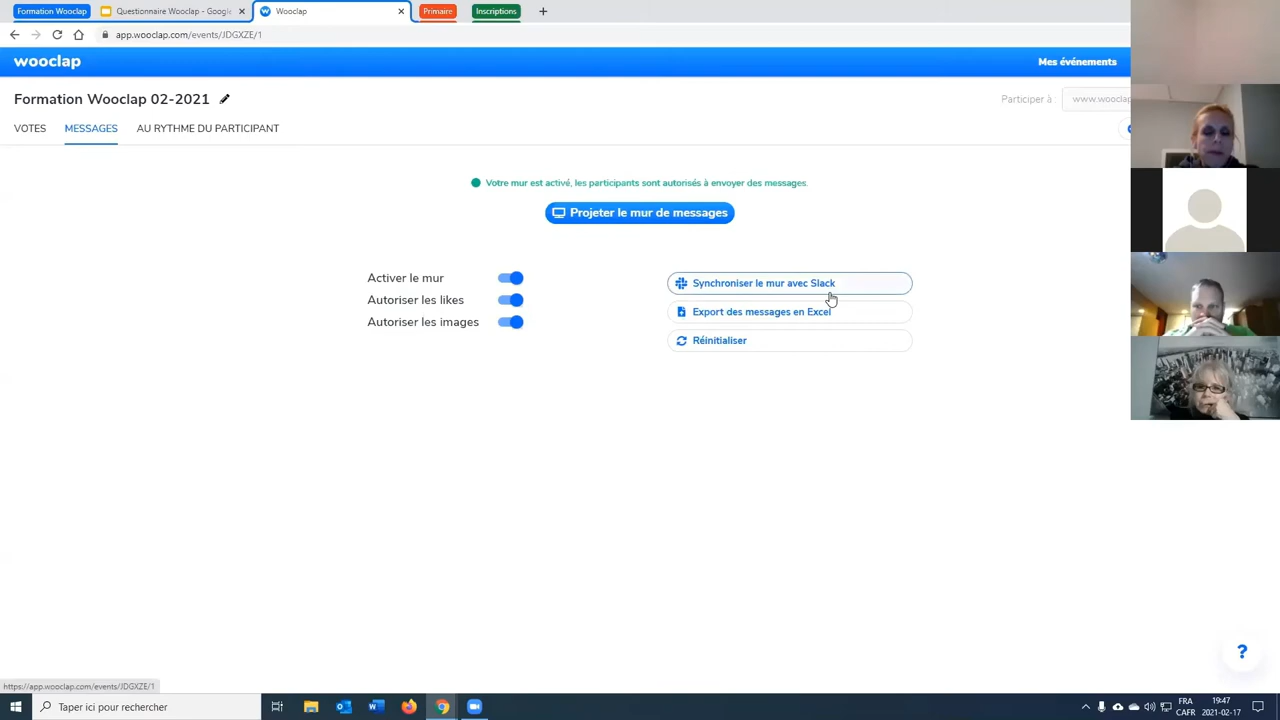 Formation Wooclap
Questionnaire Wooclap - Google
Wooclap
Primaire
Inscriptions
app.wooclap.com/events/JDGXZE/1
wooclap
Mes événements
Formation Wooclap 02-2021
Participer à
www.wooclap
VOTES
MESSAGES
AU RYTHME DU PARTICIPANT
Votre mur est activé, les participants sont autorisés à envoyer des messages.
Projeter le mur de messages
Activer le mur
Autoriser les likes
Autoriser les images
Synchroniser le mur avec Slack
Export des messages en Excel
Réinitialiser
?
https://app.wooclap.com/events/JDGXZE/1
Taper ici pour rechercher
FRA
CAFR
19:47
2021-02-17